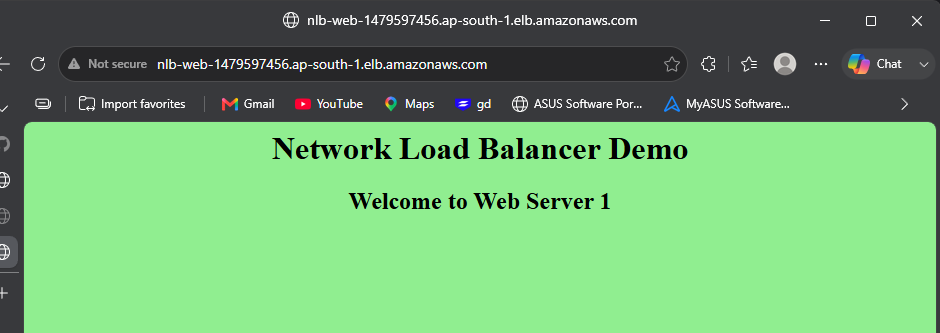 nlb-web-1479597456.ap-south-1.elb.amazonaws.com
Not secure nlb-web-1479597456.ap-south-1.elb.amazonaws.com Chat
Import favorites Gmail YouTube Maps gd ASUS Software Por... MyASUS Software...
Network Load Balancer Demo
Welcome to Web Server 1